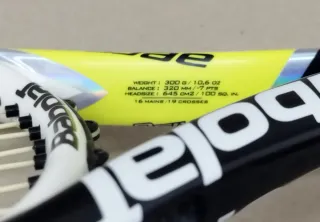 WEIGHT : 300 G / 10,6 OZ
BALANCE : 320 MM / -7 PTS
HEADSIZE : 645 CM2 / 100 SQ. IN.
16 MAINS/19 CROSSES
Babolat
abolat